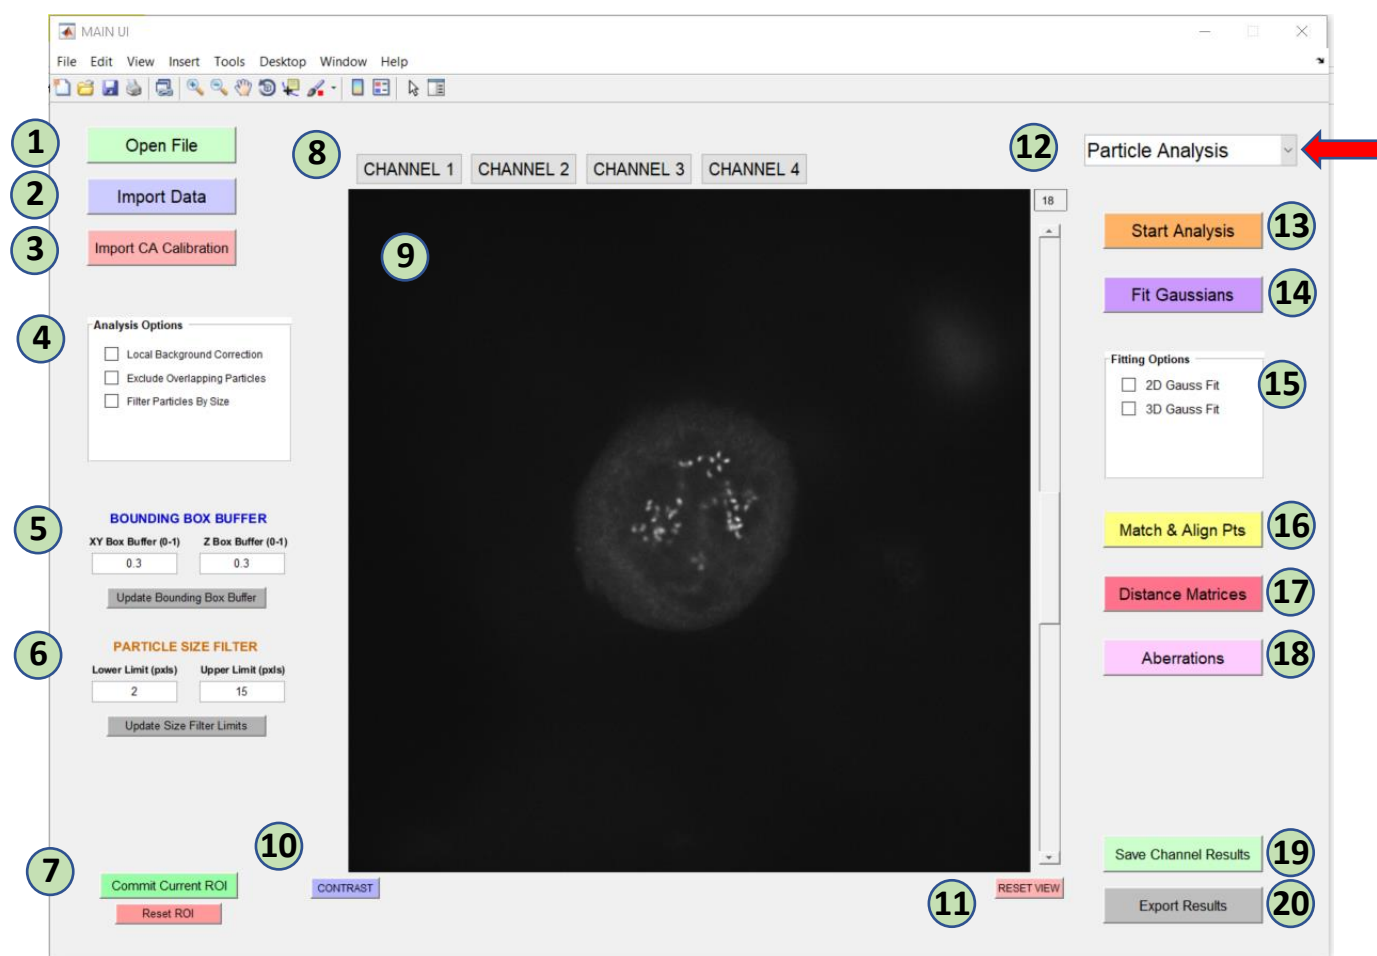 MAIN UI
File Edit View Insert Tools Desktop Window Help
1 Open File
2 Import Data
3 Import CA Calibration
4 Analysis Options
Local Background Correction
Exclude Overlapping Particles
Filter Particles By Size
5 BOUNDING BOX BUFFER
XY Box Buffer (0-1) Z Box Buffer (0-1)
0.3 0.3
Update Bounding Box Buffer
6 PARTICLE SIZE FILTER
Lower Limit (pxls) Upper Limit (pxls)
2 15
Update Size Filter Limits
7 Commit Current ROI
Reset ROI
8 CHANNEL 1 CHANNEL 2 CHANNEL 3 CHANNEL 4
18
9
10 CONTRAST
11 RESET VIEW
12 Particle Analysis
Start Analysis 13
Fit Gaussians 14
Fitting Options 15
2D Gauss Fit
3D Gauss Fit
Match & Align Pts 16
Distance Matrices 17
Aberrations 18
Save Channel Results 19
Export Results 20